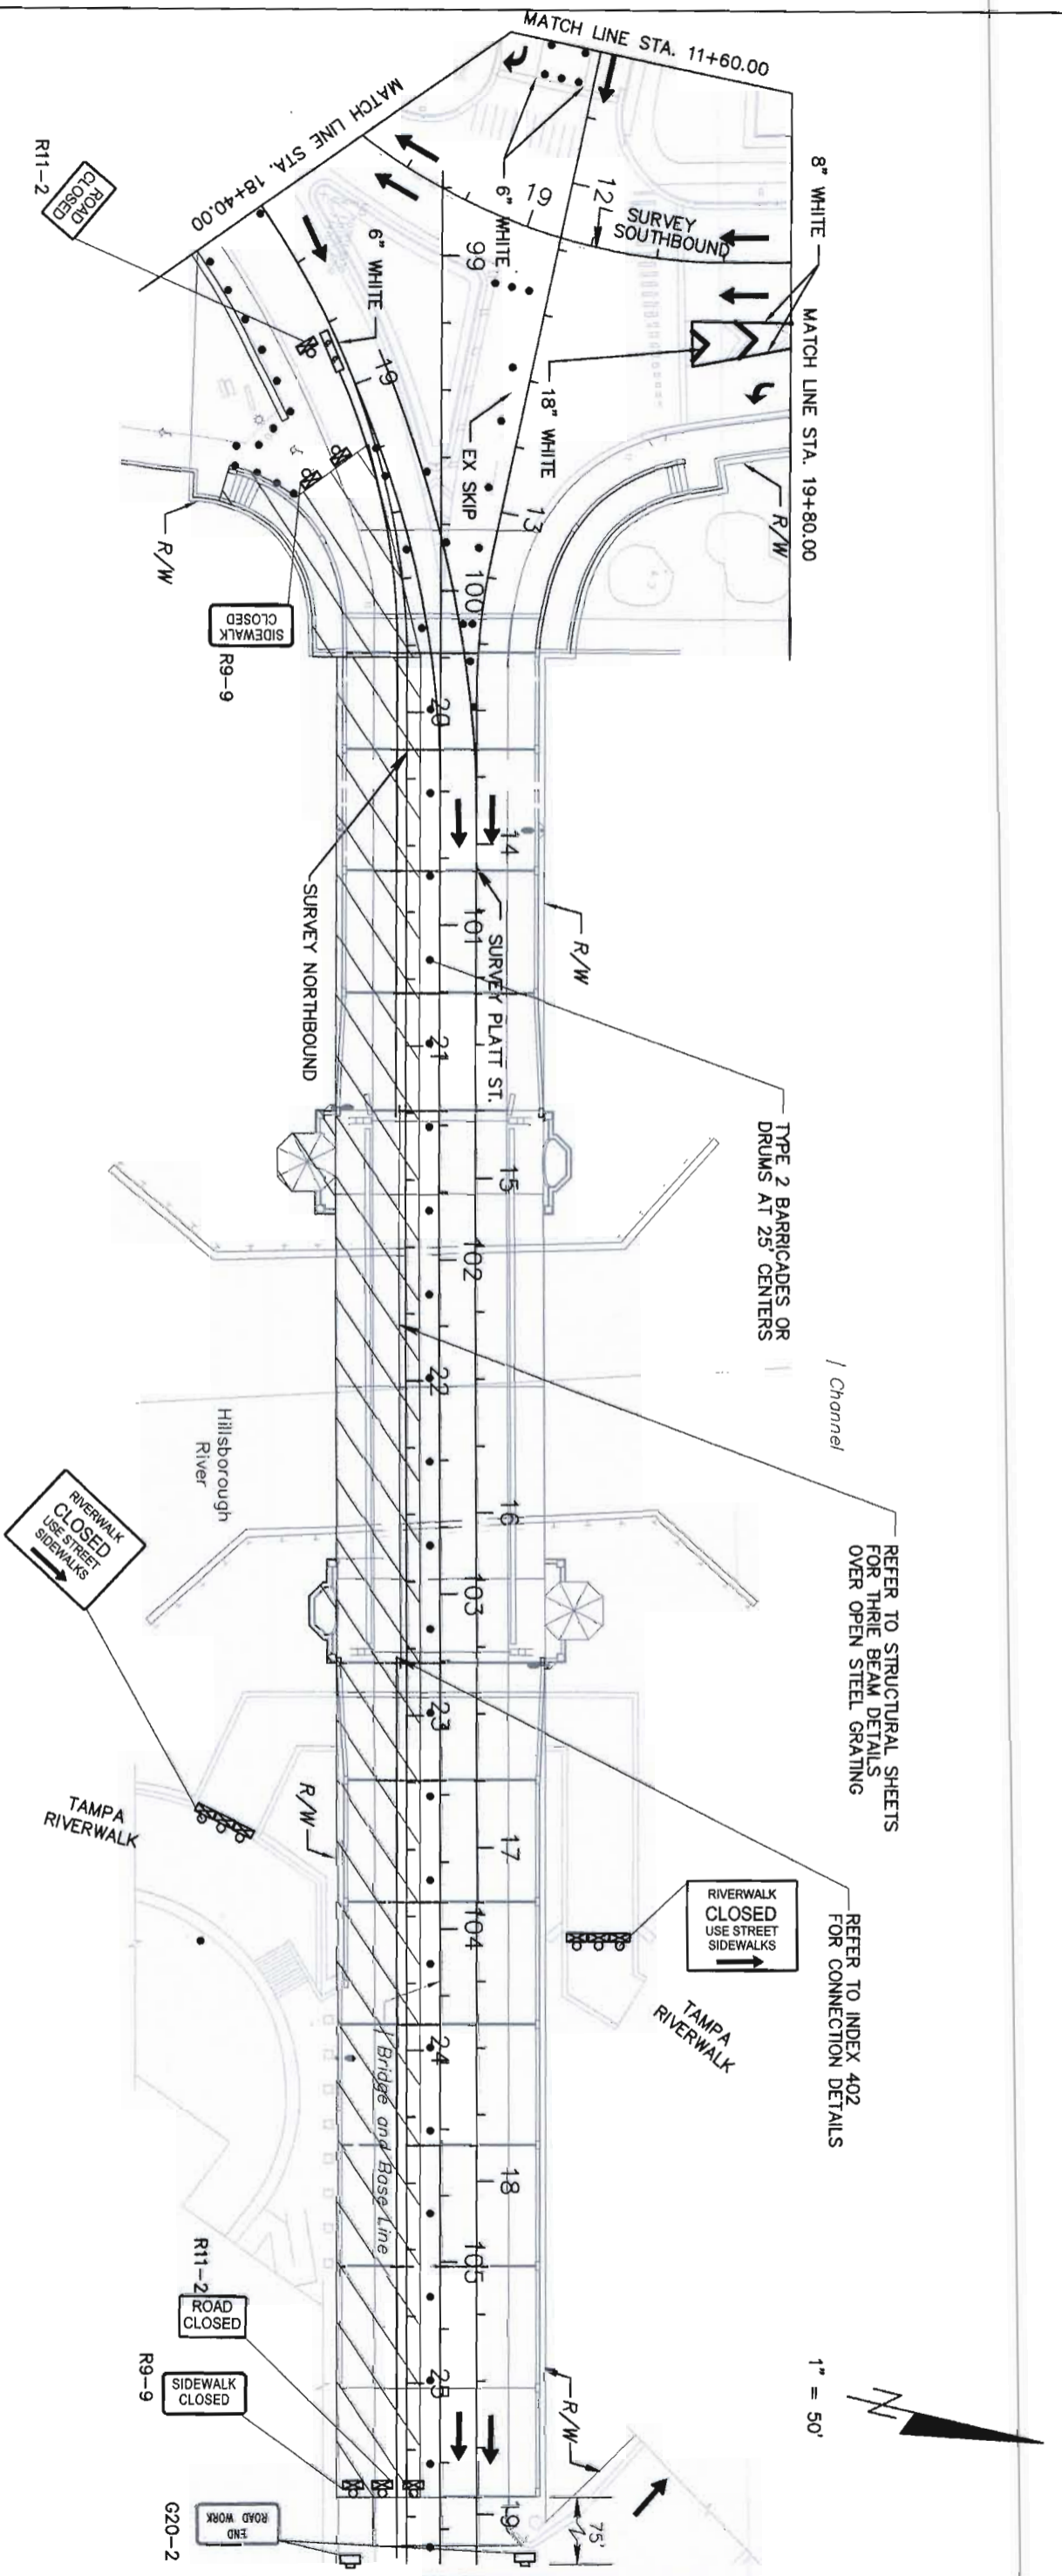 MATCH LINE STA. 11+60.00
MATCH LINE STA. 18+40.00
8" WHITE
MATCH LINE STA. 19+80.00
R11-2
ROAD
CLOSED
6" WHITE
19
12
SURVEY
SOUTHBOUND
99
6" WHITE
19
18" WHITE
EX SKIP
13
R/W
R/W
100
SIDEWALK
CLOSED
R9-9
20
14
SURVEY NORTHBOUND
101
SURVEY PLATT ST.
R/W
21
TYPE 2 BARRICADES OR
DRUMS AT 25' CENTERS
15
102
Channel
22
Hillsborough
River
16
REFER TO STRUCTURAL SHEETS
FOR THRIE BEAM DETAILS
OVER OPEN STEEL GRATING
RIVERWALK
CLOSED
USE STREET
SIDEWALKS
103
23
TAMPA
RIVERWALK
R/W
17
RIVERWALK
CLOSED
USE STREET
SIDEWALKS
REFER TO INDEX 402
FOR CONNECTION DETAILS
104
TAMPA
RIVERWALK
24
Bridge and Base Line
18
R11-2
ROAD
CLOSED
105
R9-9
SIDEWALK
CLOSED
25
R/W
1" = 50'
N
G20-2
END
ROAD WORK
19
75'